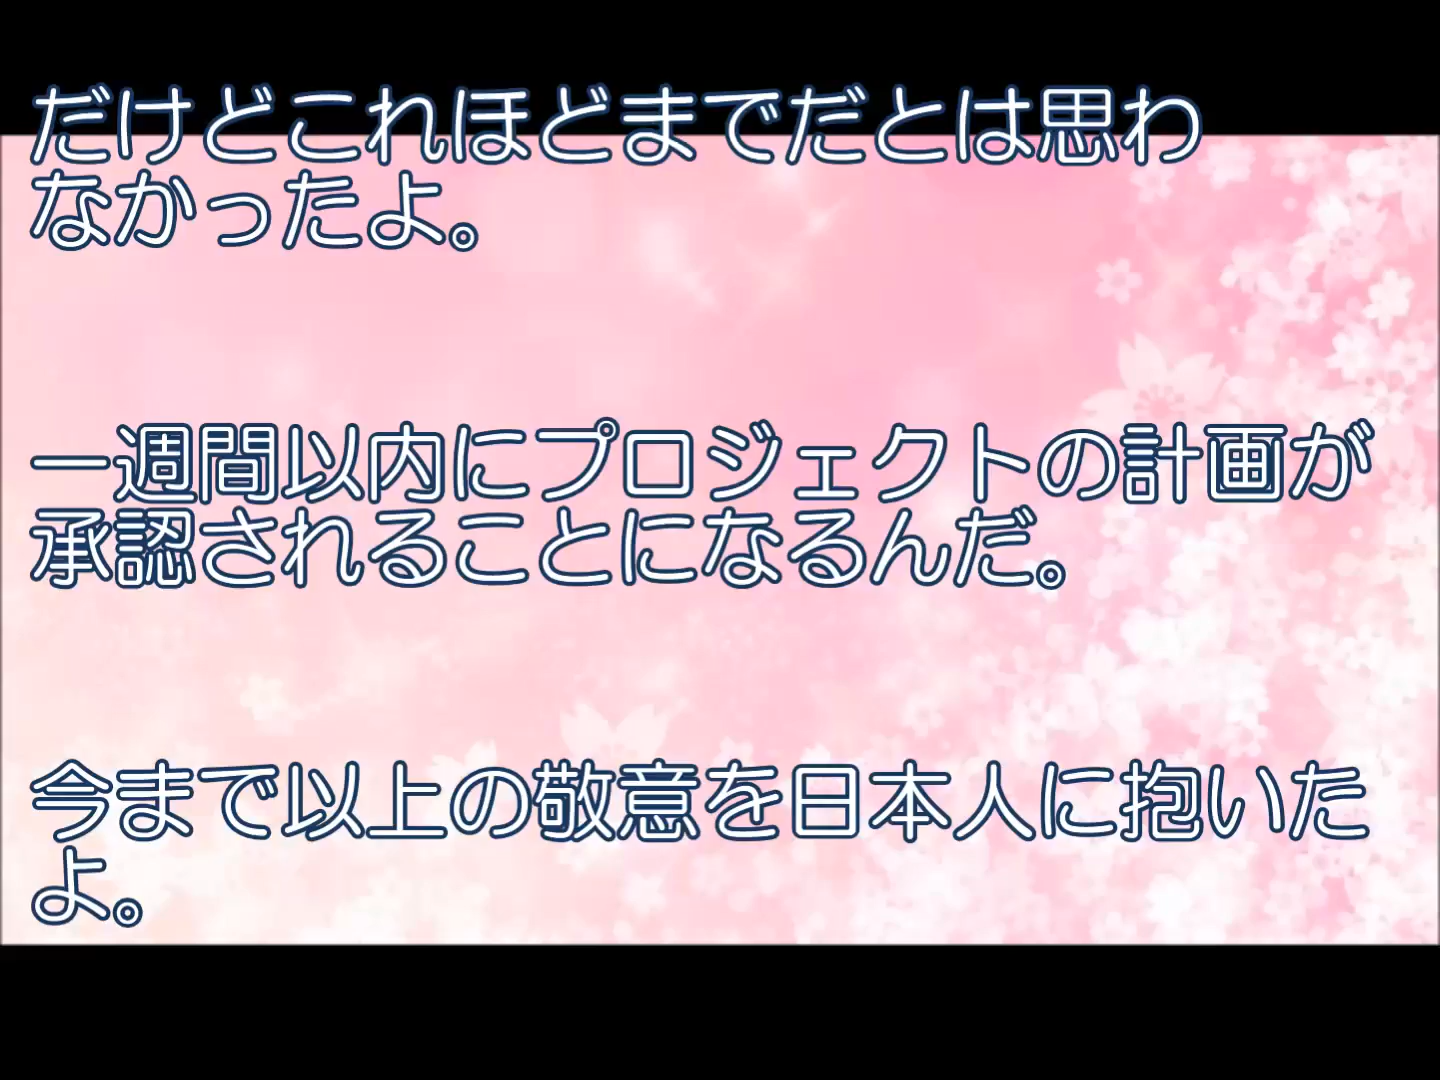 だけどこれほどまでだとは思わ
なかったよ。
一週間以内にプロジェクトの計画が
承認されることになるんだ。
今まで以上の敬意を日本人に抱いた
よ。